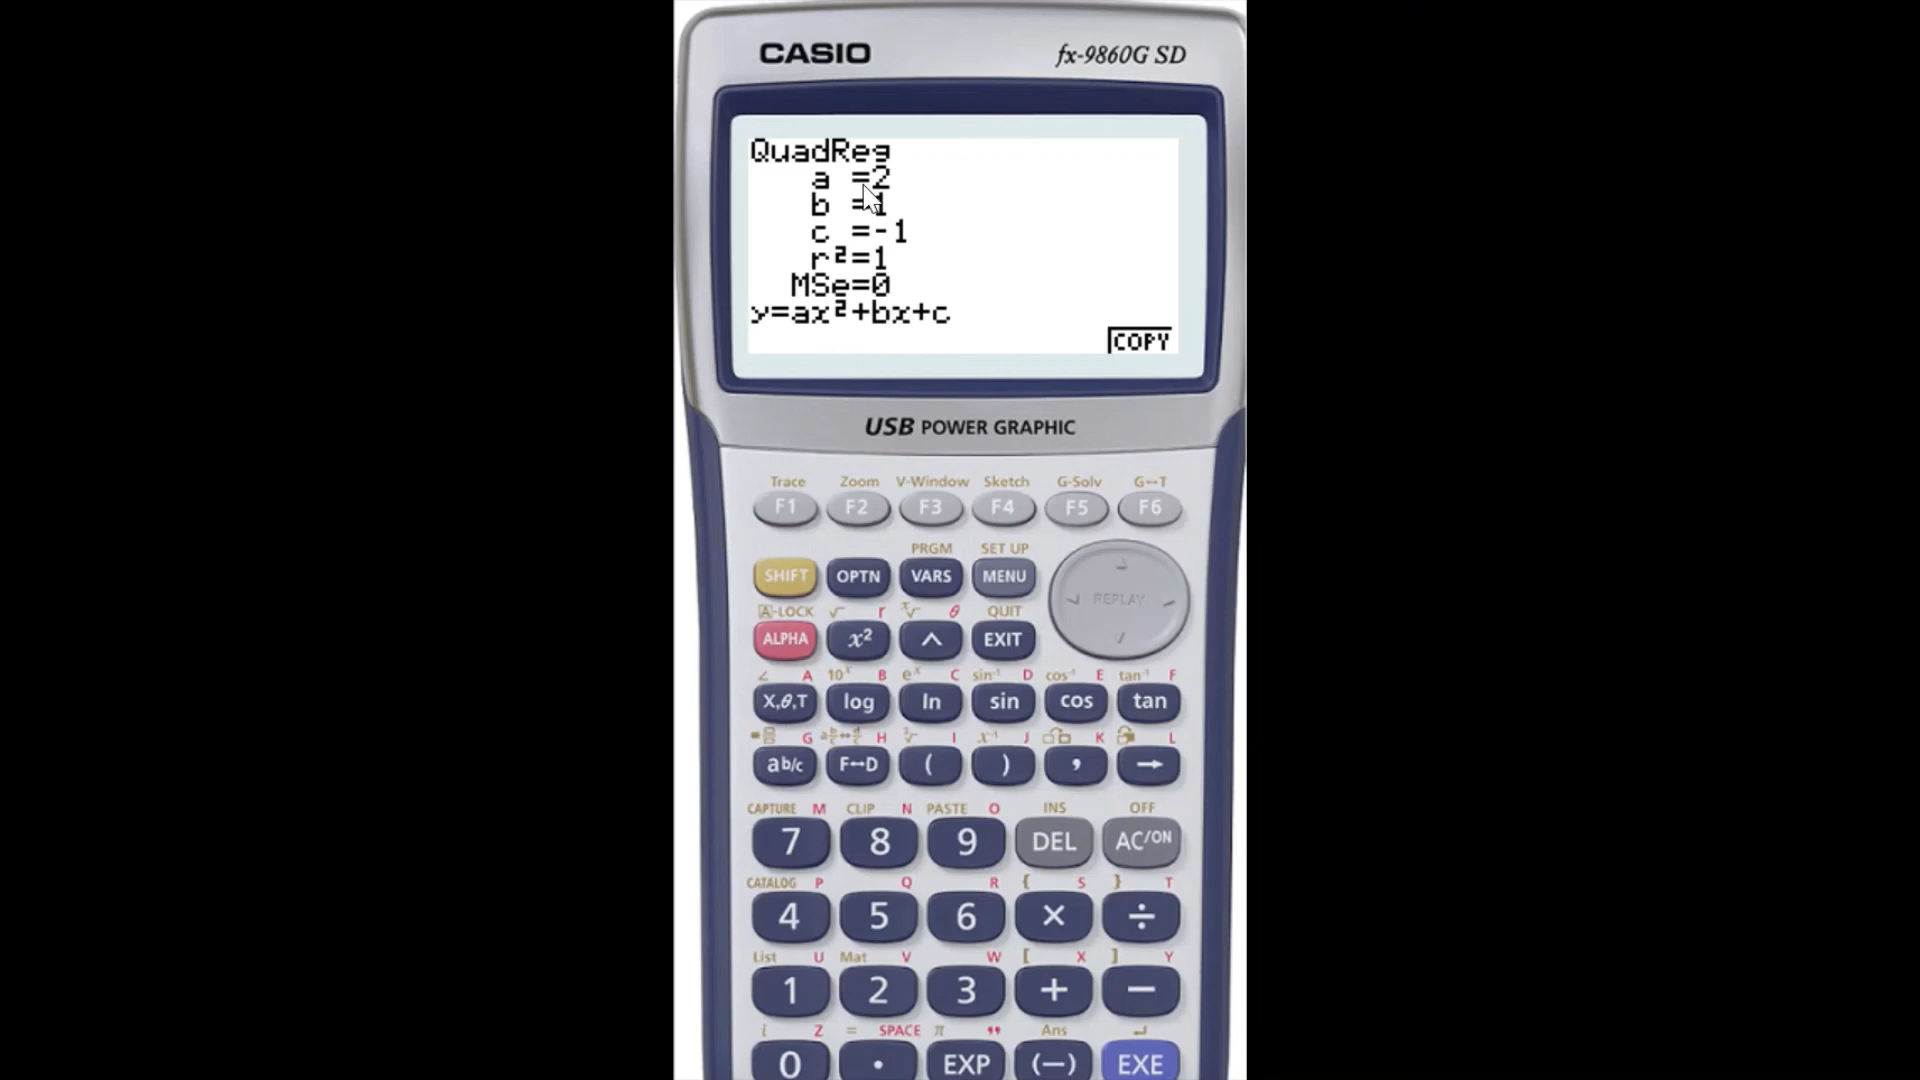 CASIO fx-9860G SD
QuadReg
a =2
b =1
c =-1
r²=1
MSe=0
y=ax²+bx+c
COPY
USB POWER GRAPHIC
Trace Zoom V-Window Sketch G-Solv G↔T
F1 F2 F3 F4 F5 F6
PRGM SET UP
SHIFT OPTN VARS MENU
REPLAY
A-LOCK √ r ˣ√ θ QUIT
ALPHA x² ^ EXIT
∠ A 10ˣ B eˣ C sin⁻¹ D cos⁻¹ E tan⁻¹ F
X,θ,T log ln sin cos tan
G a b/c↔d/c H ³√ I x⁻¹ J K L
ab/c F↔D ( ) , →
CAPTURE M CLIP N PASTE O INS OFF
7 8 9 DEL AC/ON
CATALOG P Q R { S } T
4 5 6 × ÷
List U Mat V W [ X ] Y
1 2 3 + −
i Z = SPACE π " Ans ↵
0 . EXP (−) EXE